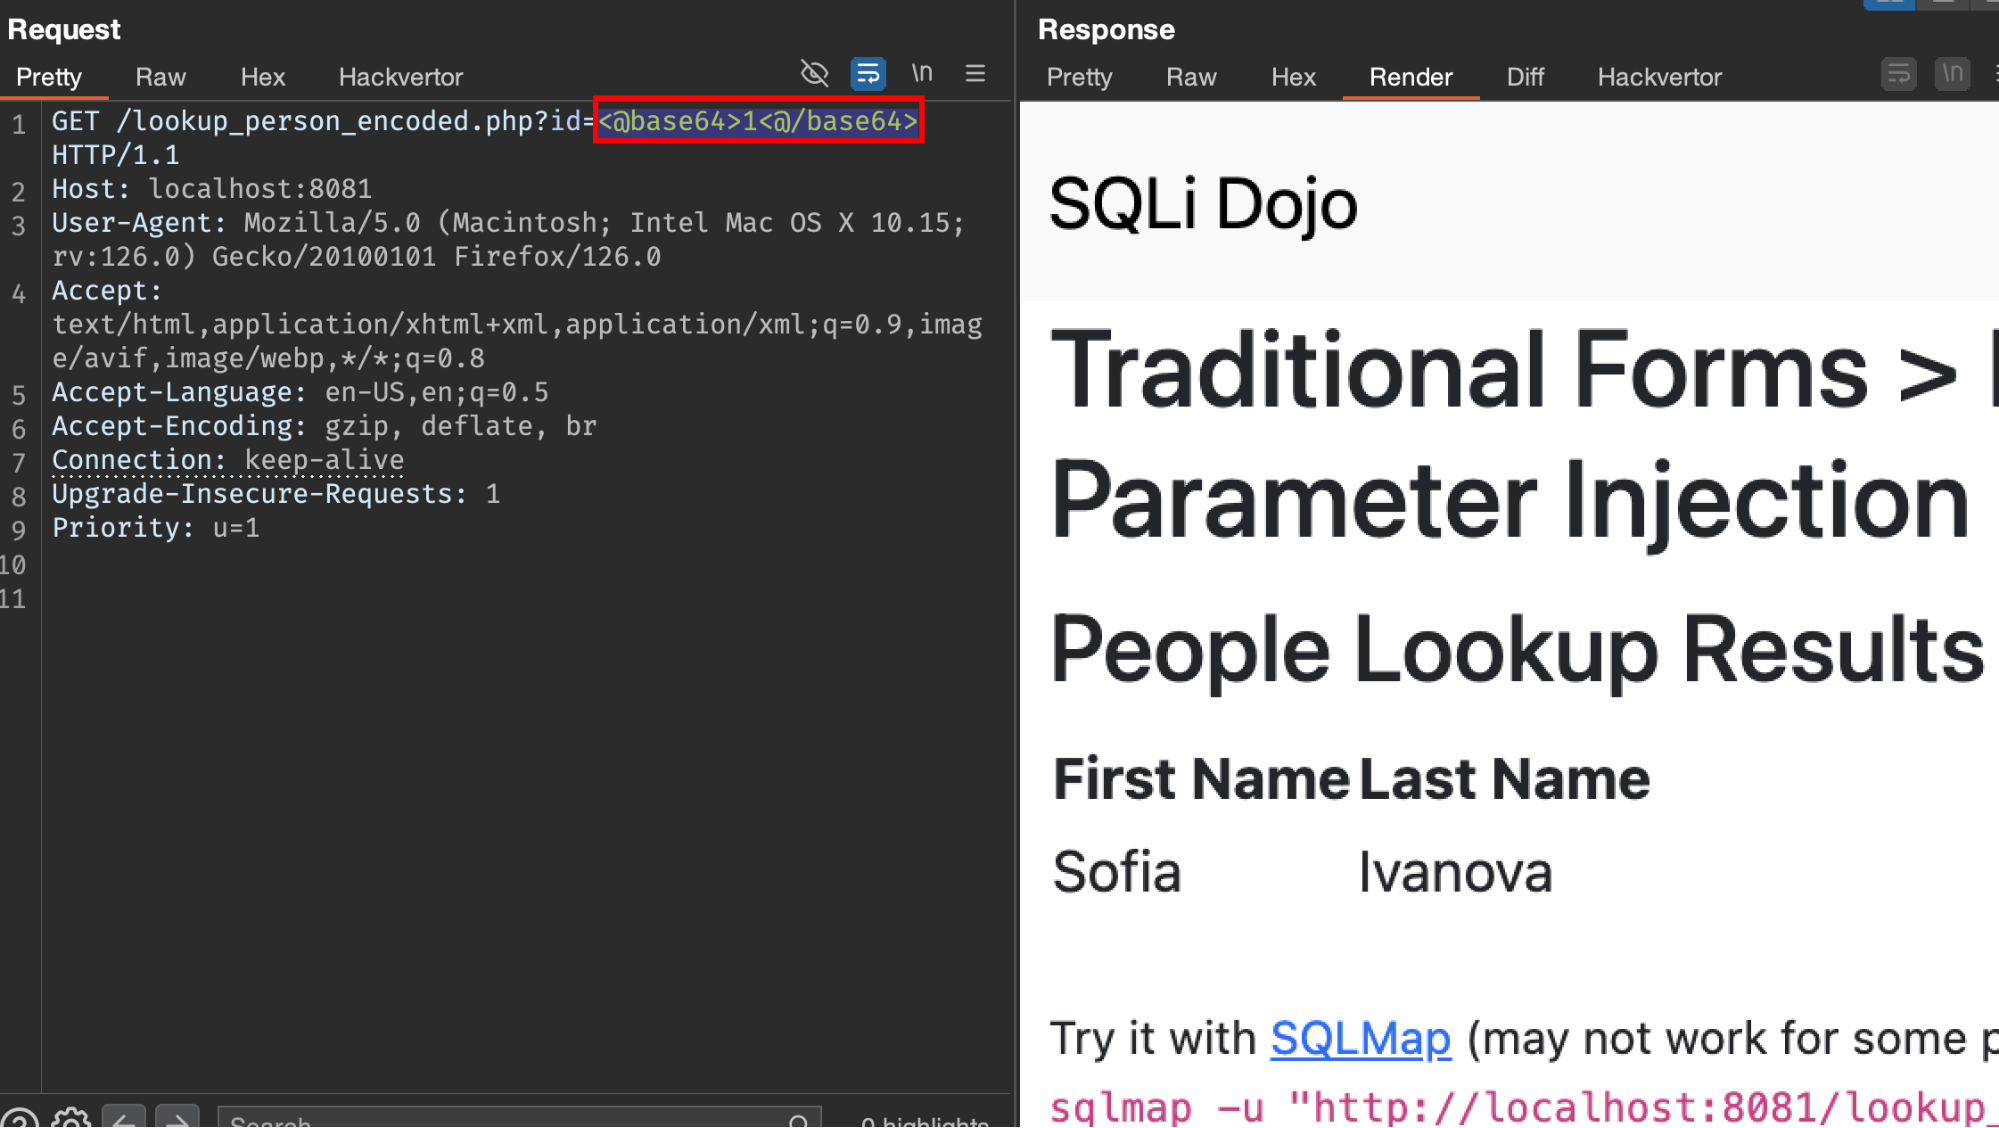 Request
Pretty Raw Hex Hackvertor \n
1 GET /lookup_person_encoded.php?id=<@base64>1<@/base64>
HTTP/1.1
2 Host: localhost:8081
3 User-Agent: Mozilla/5.0 (Macintosh; Intel Mac OS X 10.15;
rv:126.0) Gecko/20100101 Firefox/126.0
4 Accept:
text/html,application/xhtml+xml,application/xml;q=0.9,imag
e/avif,image/webp,*/*;q=0.8
5 Accept-Language: en-US,en;q=0.5
6 Accept-Encoding: gzip, deflate, br
7 Connection: keep-alive
8 Upgrade-Insecure-Requests: 1
9 Priority: u=1
10
11
Search 0 highlights
Response
Pretty Raw Hex Render Diff Hackvertor \n
SQLi Dojo
Traditional Forms >
Parameter Injection
People Lookup Results
First Name Last Name
Sofia Ivanova
Try it with SQLMap (may not work for some
sqlmap -u "http://localhost:8081/lookup_